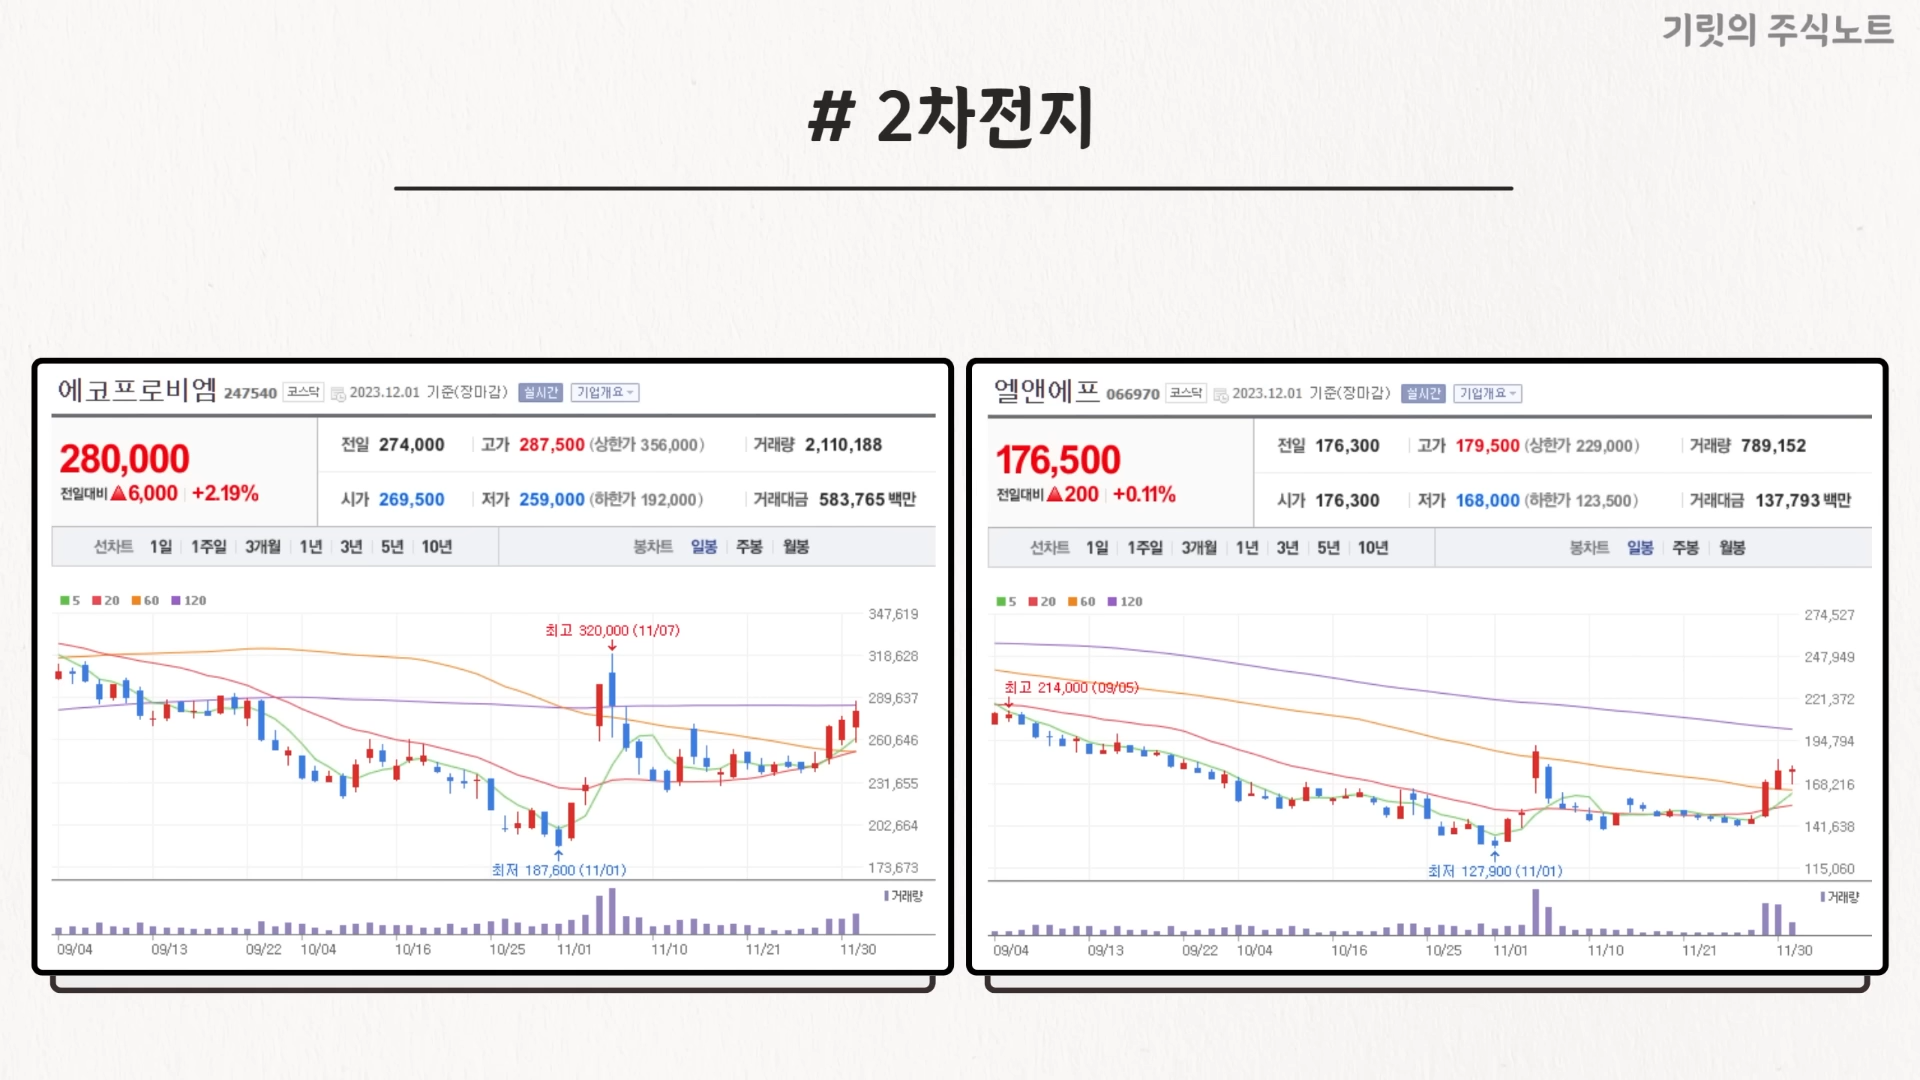 기릿의 주식노트
# 2차전지
에코프로비엠 247540 코스닥 2023.12.01 기준(장마감) 실시간 기업개요
280,000
전일대비 ▲6,000 +2.19%
전일 274,000 고가 287,500 (상한가 356,000) 거래량 2,110,188
시가 269,500 저가 259,000 (하한가 192,000) 거래대금 583,765 백만
선차트 1일 1주일 3개월 1년 3년 5년 10년 봉차트 일봉 주봉 월봉
5 20 60 120
347,619
최고 320,000 (11/07)
318,628
289,637
260,646
231,655
202,664
최저 187,600 (11/01)
173,673
거래량
09/04 09/13 09/22 10/04 10/16 10/25 11/01 11/10 11/21 11/30
엘앤에프 066970 코스닥 2023.12.01 기준(장마감) 실시간 기업개요
176,500
전일대비 ▲200 +0.11%
전일 176,300 고가 179,500 (상한가 229,000) 거래량 789,152
시가 176,300 저가 168,000 (하한가 123,500) 거래대금 137,793 백만
선차트 1일 1주일 3개월 1년 3년 5년 10년 봉차트 일봉 주봉 월봉
5 20 60 120
274,527
247,949
최고 214,000 (09/05)
221,372
194,794
168,216
141,638
최저 127,900 (11/01)
115,060
거래량
09/04 09/13 09/22 10/04 10/16 10/25 11/01 11/10 11/21 11/30